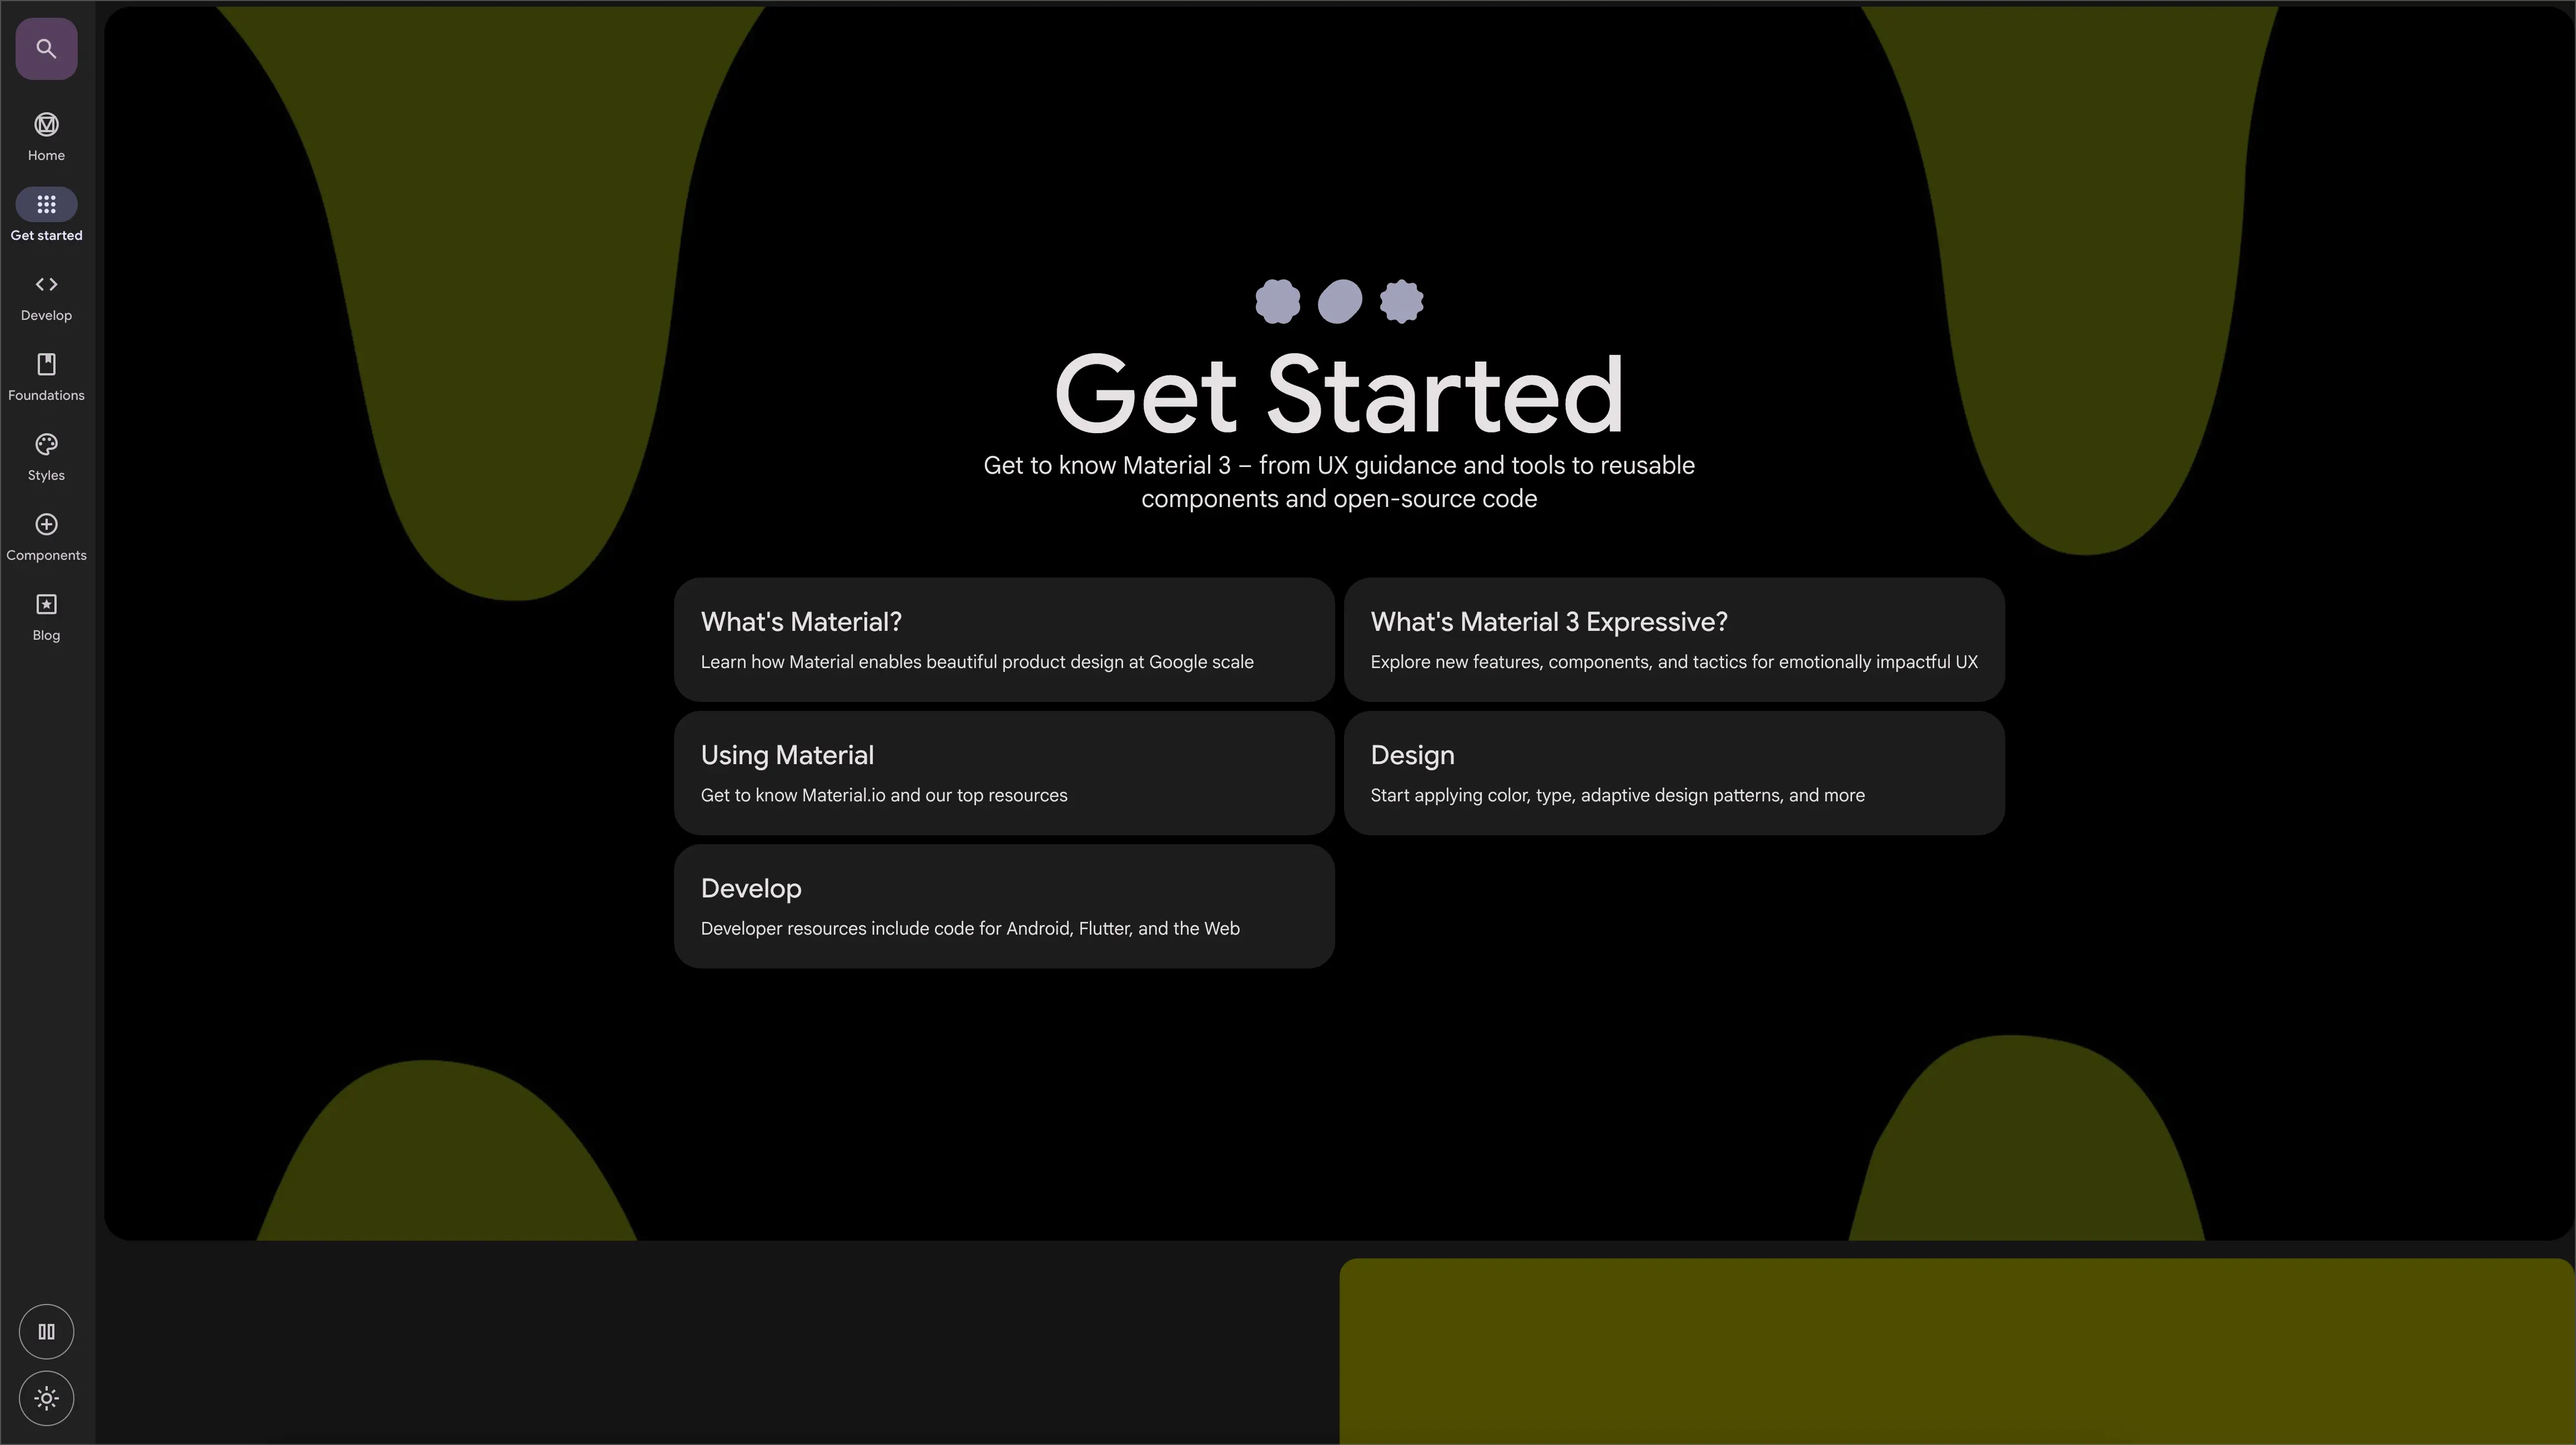 Home
Get started
Develop
Foundations
Styles
Components
Blog
Get Started
Get to know Material 3 – from UX guidance and tools to reusable
components and open-source code
What's Material?
Learn how Material enables beautiful product design at Google scale
What's Material 3 Expressive?
Explore new features, components, and tactics for emotionally impactful UX
Using Material
Get to know Material.io and our top resources
Design
Start applying color, type, adaptive design patterns, and more
Develop
Developer resources include code for Android, Flutter, and the Web